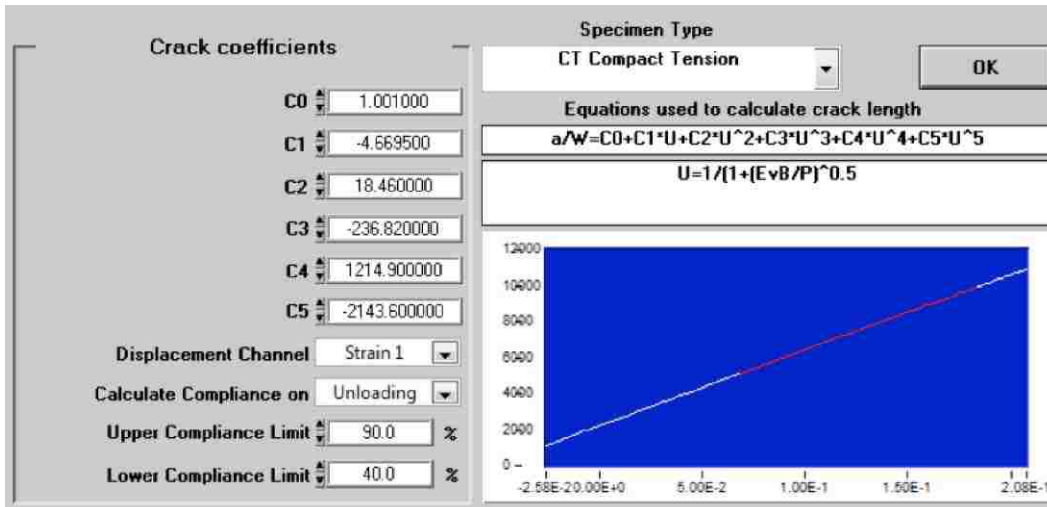 Crack coefficients
C0 1.001000
C1 -4.669500
C2 18.460000
C3 -236.820000
C4 1214.900000
C5 -2143.600000
Displacement Channel Strain 1
Calculate Compliance on Unloading
Upper Compliance Limit 90.0 %
Lower Compliance Limit 40.0 %
Specimen Type
CT Compact Tension
OK
Equations used to calculate crack length
a/W=C0+C1*U+C2*U^2+C3*U^3+C4*U^4+C5*U^5
U=1/(1+(EvB/P)^0.5
12000
10000
8000
6000
4000
2000
0
-2.58E-2 0.00E+0 5.00E-2 1.00E-1 1.50E-1 2.08E-1